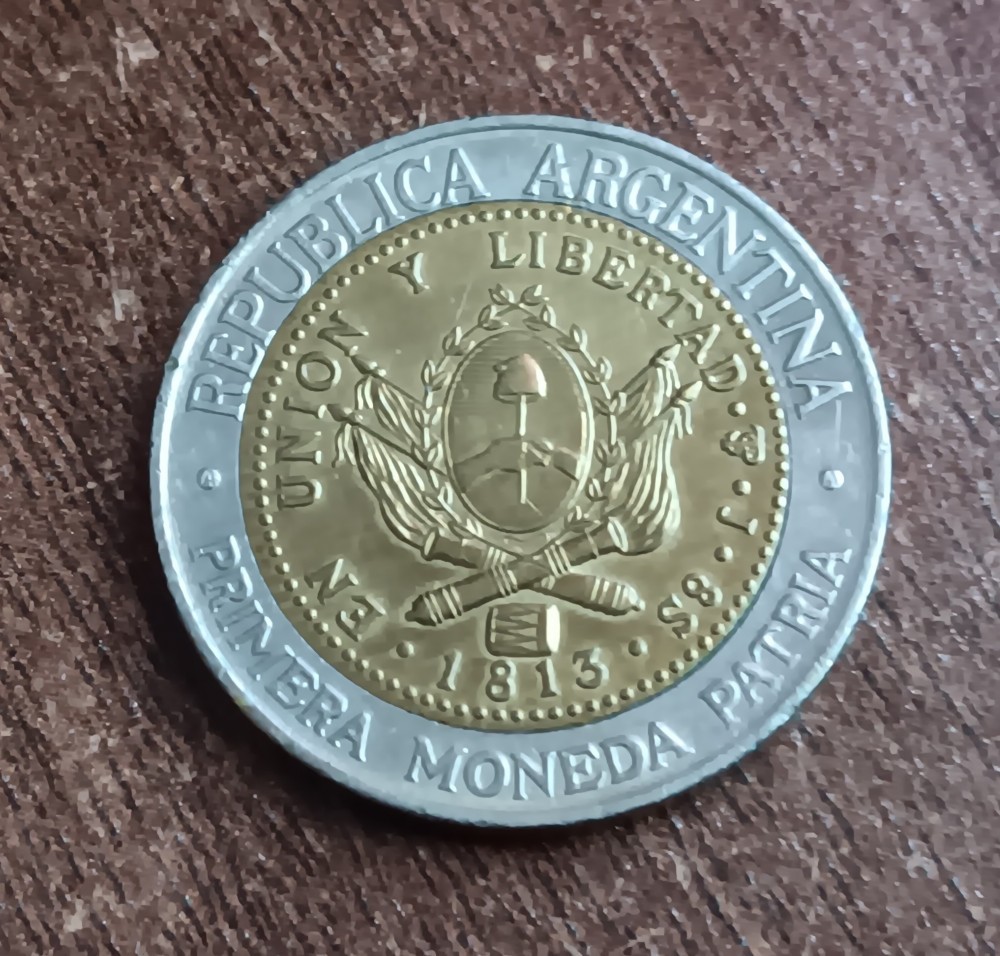 REPUBLICA ARGENTINA
· PRIMERA MONEDA PATRIA ·
EN UNION Y LIBERTAD · · J · 8S
· 1813 ·